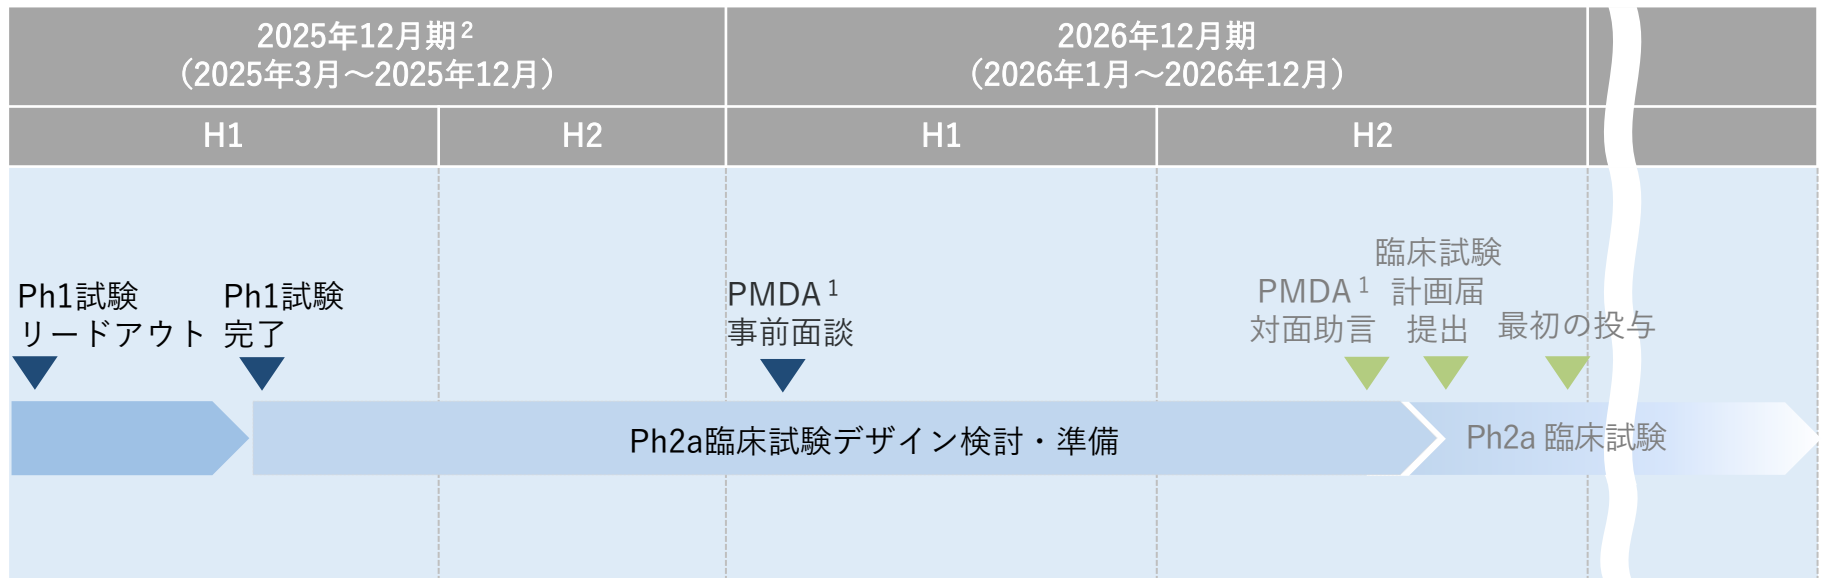 2025年12月期2
（2025年3月～2025年12月）
2026年12月期
（2026年1月～2026年12月）
H1
H2
H1
H2
Ph1試験
リードアウト
Ph1試験
完了
PMDA 1
事前面談
PMDA 1
対面助言
臨床試験
計画届
提出
最初の投与
Ph2a臨床試験デザイン検討・準備
Ph2a 臨床試験